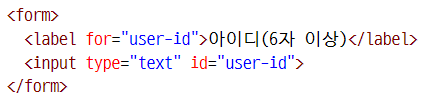 <form>
<label for="user-id">아이디(6자 이상)</label>
<input type="text" id="user-id">
</form>